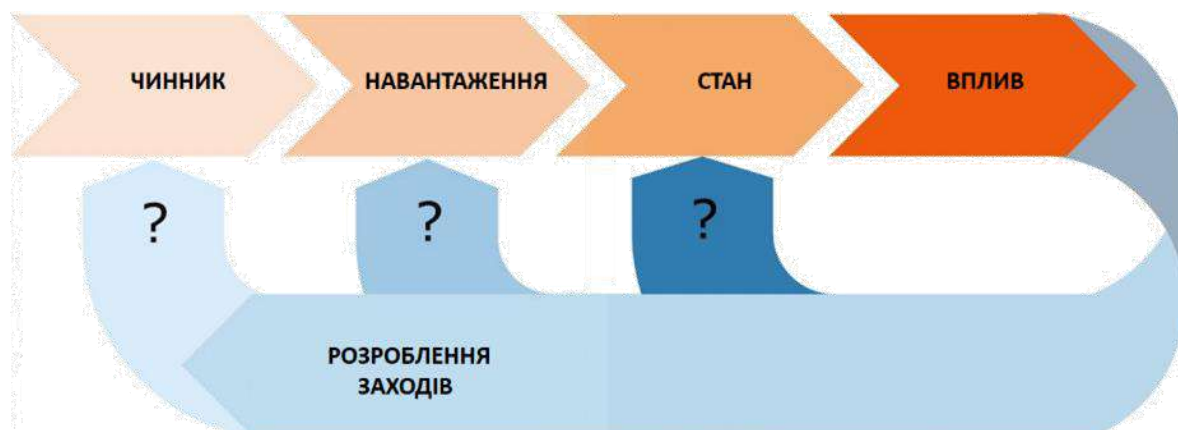 ЧИННИК
НАВАНТАЖЕННЯ
СТАН
ВПЛИВ
?
?
?
РОЗРОБЛЕННЯ
ЗАХОДІВ